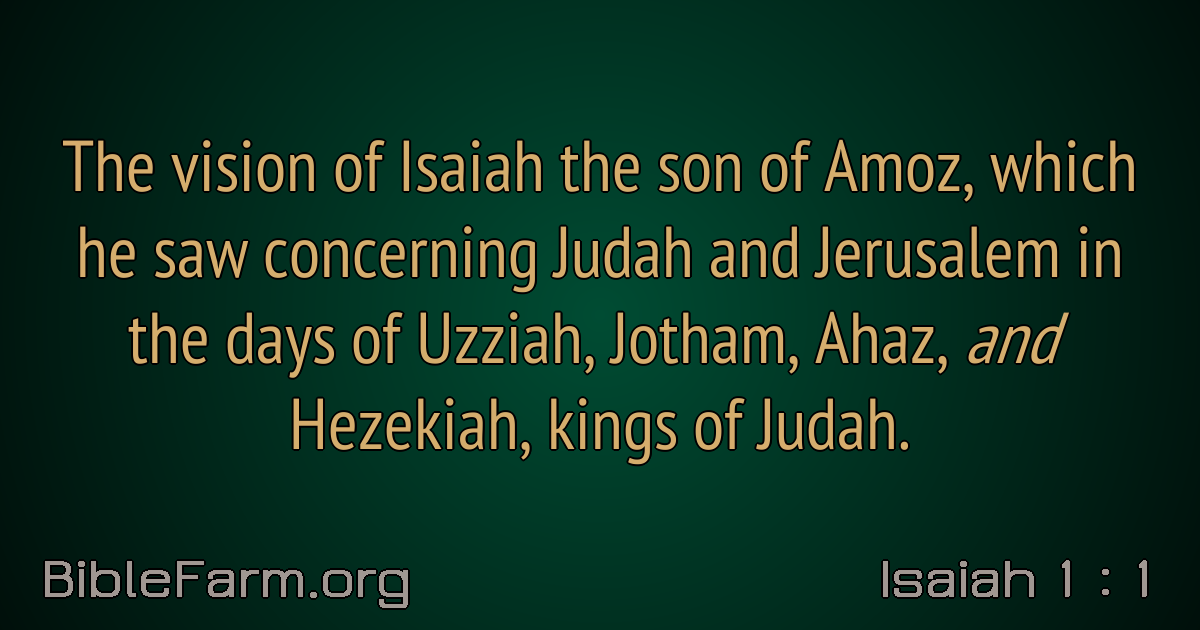 The vision of Isaiah the son of Amoz, which
he saw concerning Judah and Jerusalem in
the days of Uzziah, Jotham, Ahaz, and
Hezekiah, kings of Judah.
BibleFarm.org
Isaiah 1 : 1